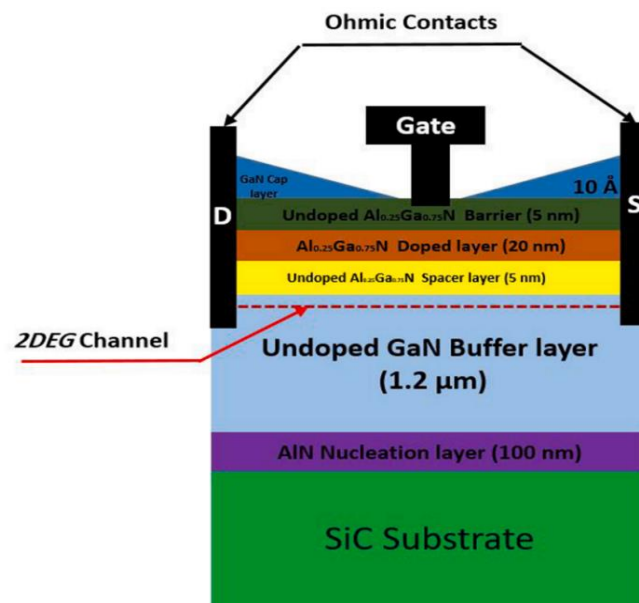 Ohmic Contacts
Gate
GaN Cap
layer
10 Å
D
S
Undoped Al₀.₂₅Ga₀.₇₅N Barrier (5 nm)
Al₀.₂₅Ga₀.₇₅N Doped layer (20 nm)
Undoped Al₀.₂₅Ga₀.₇₅N Spacer layer (5 nm)
2DEG Channel
Undoped GaN Buffer layer
(1.2 μm)
AlN Nucleation layer (100 nm)
SiC Substrate